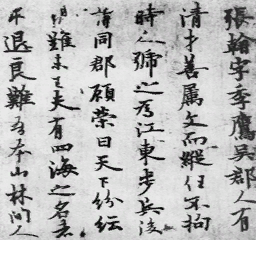 張翰字季鷹吳郡人有
清才善屬文而縱任不拘
時人號之為江東步兵後
謂同郡顧榮曰天下紛紜
禍難未已夫有四海之名者
求退良難吾本山林間人